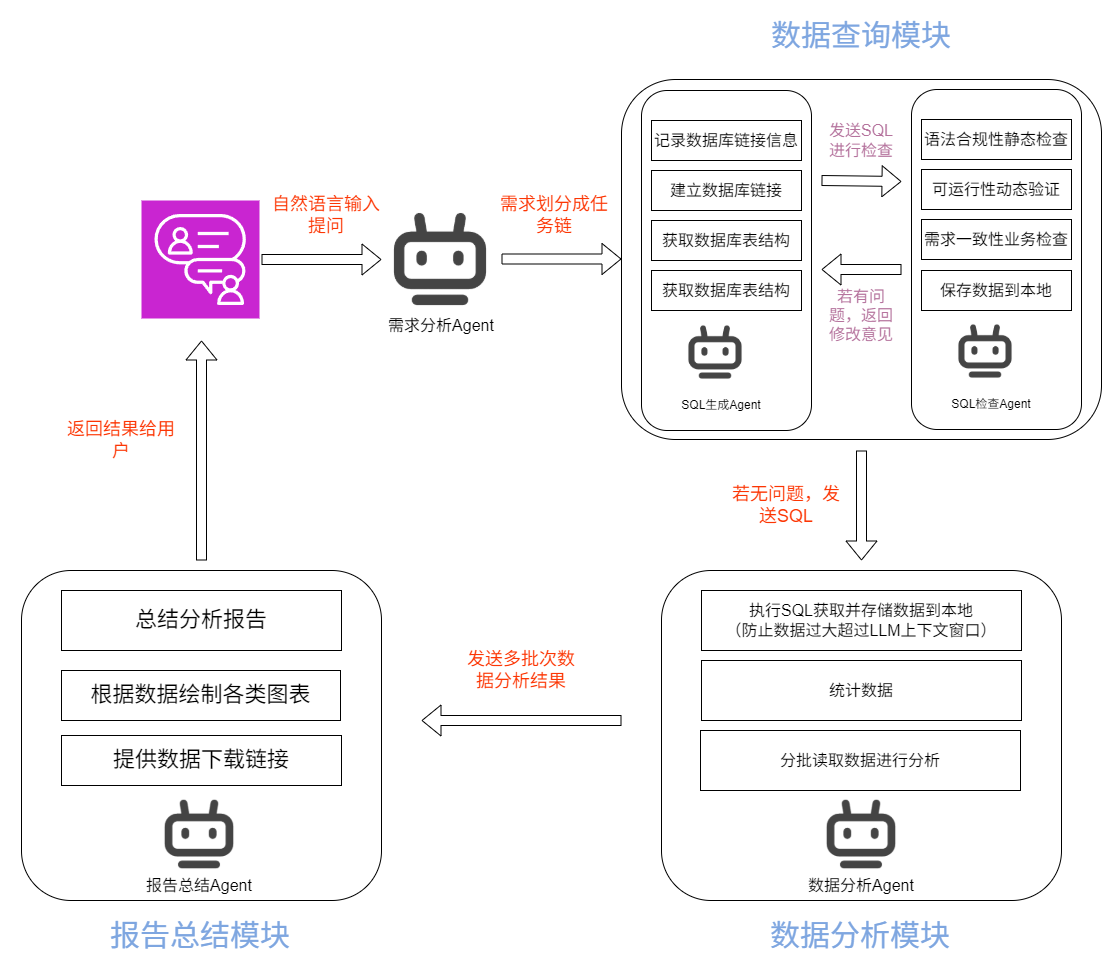 数据查询模块
记录数据库链接信息
建立数据库链接
获取数据库表结构
获取数据库表结构
SQL生成Agent
发送SQL
进行检查
若有问
题，返回
修改意见
语法合规性静态检查
可运行性动态验证
需求一致性业务检查
保存数据到本地
SQL检查Agent
自然语言输入
提问
需求分析Agent
需求划分成任
务链
返回结果给用
户
若无问题，发
送SQL
总结分析报告
根据数据绘制各类图表
提供数据下载链接
报告总结Agent
报告总结模块
发送多批次数
据分析结果
执行SQL获取并存储数据到本地
（防止数据过大超过LLM上下文窗口）
统计数据
分批读取数据进行分析
数据分析Agent
数据分析模块